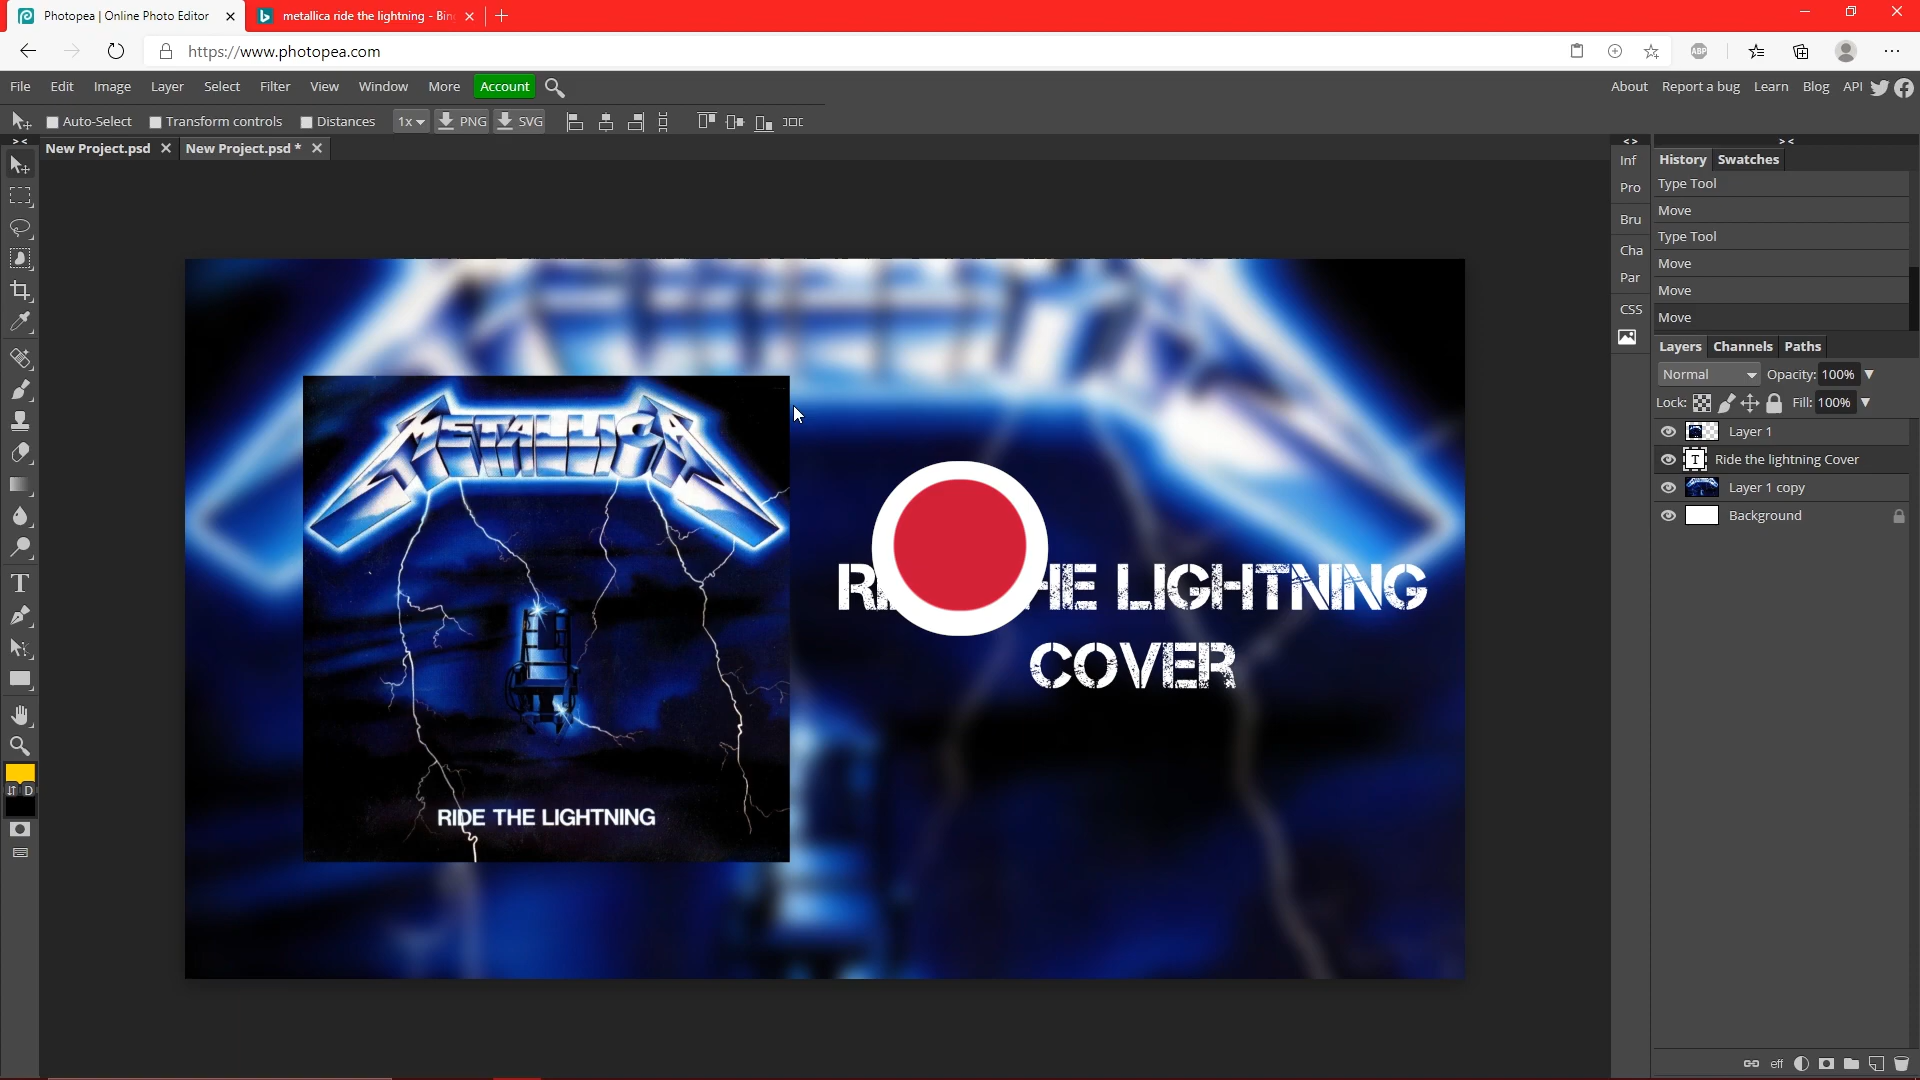 Photopea | Online Photo Editor
metallica ride the lightning - Bin
https://www.photopea.com
ABP
File Edit Image Layer Select Filter View Window More Account
About Report a bug Learn Blog API
Auto-Select Transform controls Distances 1x PNG SVG
New Project.psd New Project.psd *
Inf
Pro
Bru
Cha
Par
CSS
History Swatches
Type Tool
Move
Type Tool
Move
Move
Move
Layers Channels Paths
Normal Opacity: 100%
Lock: Fill: 100%
Layer 1
T Ride the lightning Cover
Layer 1 copy
Background
T
D
eff
METALLICA
RIDE THE LIGHTNING
LIGHTNING
COVER